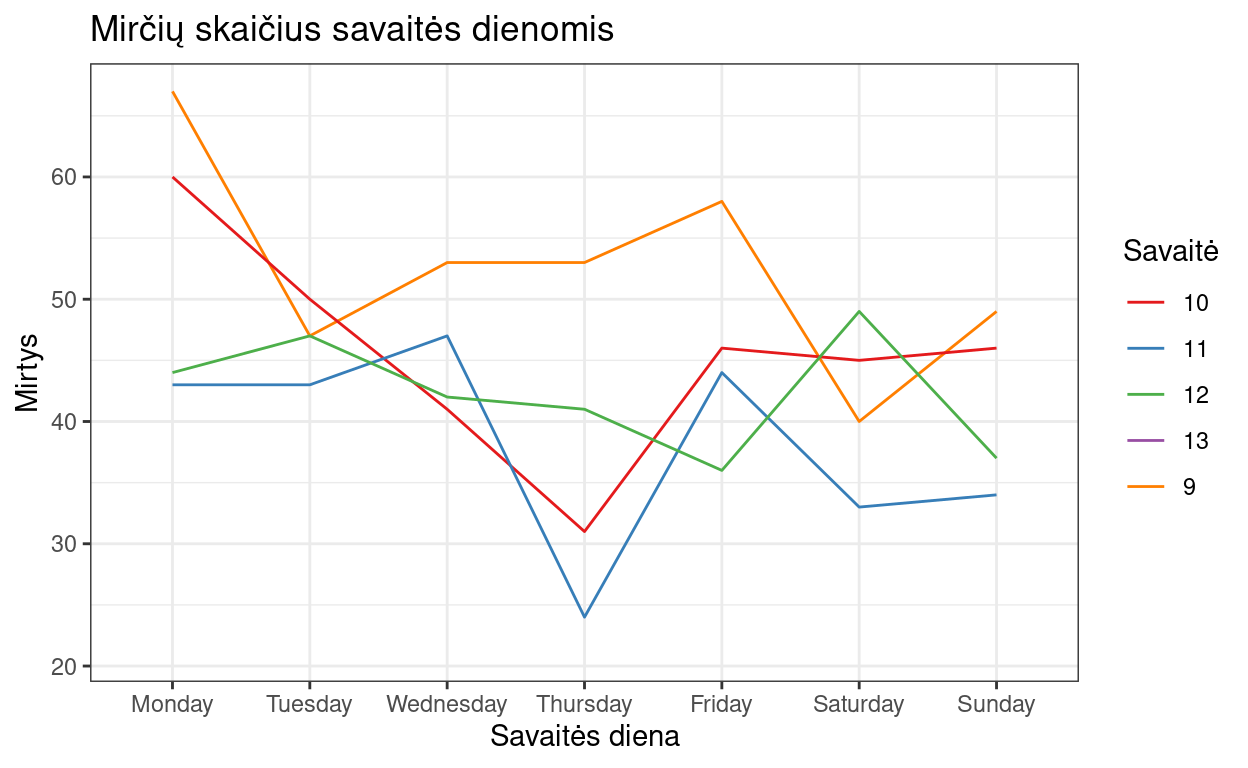 Mirčių skaičius savaitės dienomis
Mirtys
60
50
40
30
20
Monday Tuesday Wednesday Thursday Friday Saturday Sunday
Savaitės diena
Savaitė
10
11
12
13
9